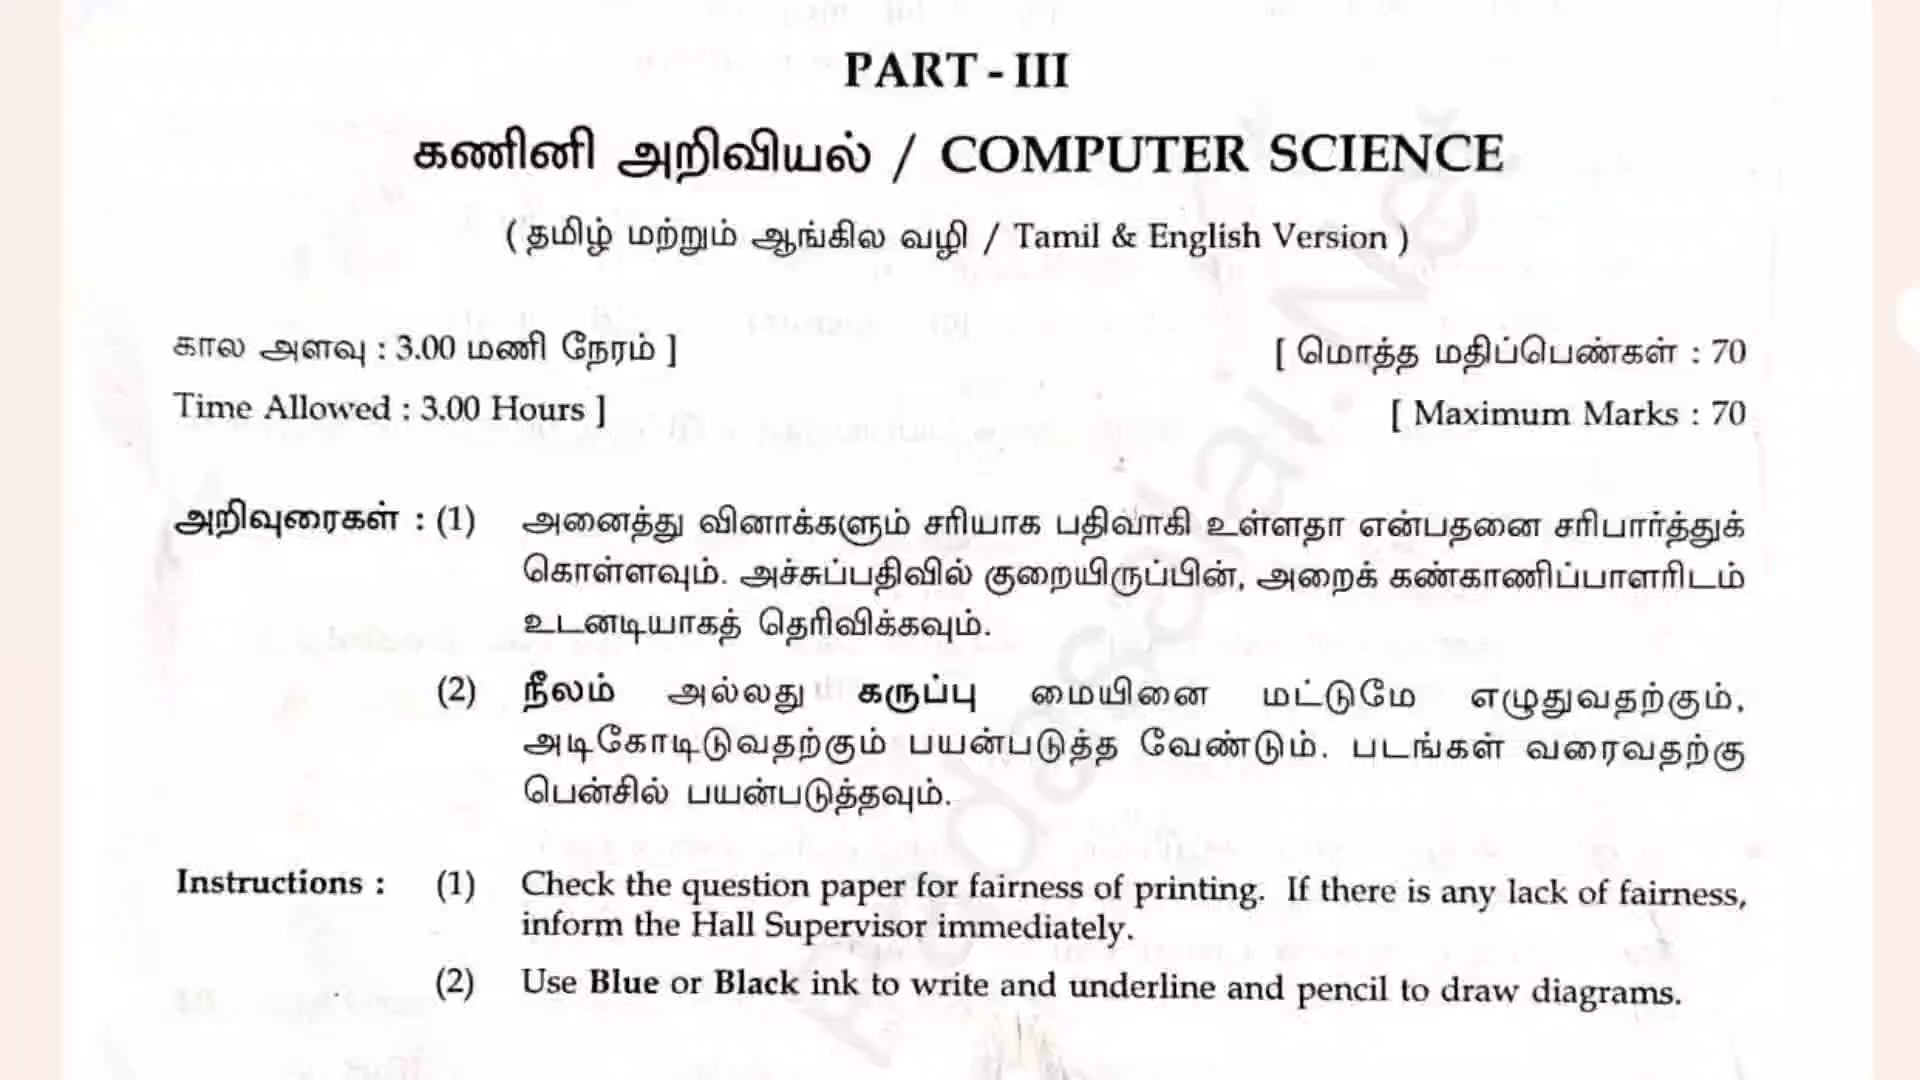 PART - III
கணினி அறிவியல் / COMPUTER SCIENCE
( தமிழ் மற்றும் ஆங்கில வழி / Tamil & English Version )
கால அளவு : 3.00 மணி நேரம் ] [ மொத்த மதிப்பெண்கள் : 70
Time Allowed : 3.00 Hours ] [ Maximum Marks : 70
அறிவுரைகள் : (1) அனைத்து வினாக்களும் சரியாக பதிவாகி உள்ளதா என்பதனை சரிபார்த்துக்
கொள்ளவும். அச்சுப்பதிவில் குறையிருப்பின், அறைக் கண்காணிப்பாளரிடம்
உடனடியாகத் தெரிவிக்கவும்.
(2) நீலம் அல்லது கருப்பு மையினை மட்டுமே எழுதுவதற்கும்,
அடிகோடிடுவதற்கும் பயன்படுத்த வேண்டும். படங்கள் வரைவதற்கு
பென்சில் பயன்படுத்தவும்.
Instructions : (1) Check the question paper for fairness of printing. If there is any lack of fairness,
inform the Hall Supervisor immediately.
(2) Use Blue or Black ink to write and underline and pencil to draw diagrams.